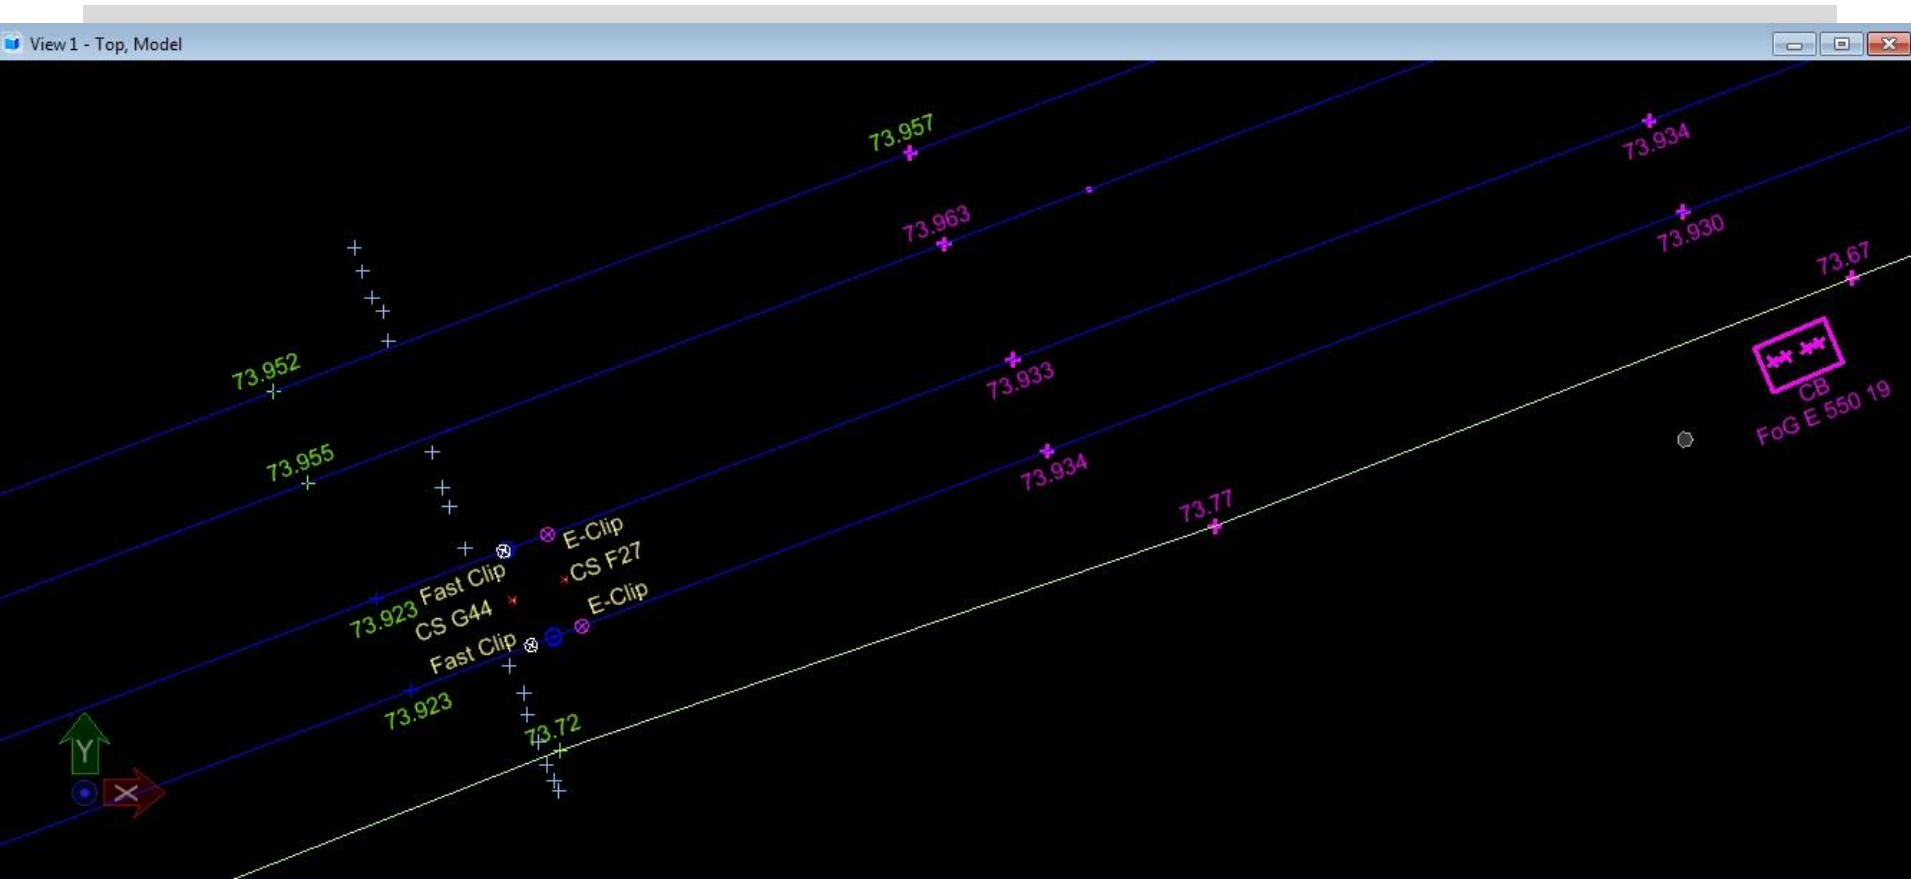 View 1 - Top, Model
73.957
73.934
73.963
73.930
73.67
73.952
73.933
CB
FoG E 550 19
73.955
73.934
73.77
E-Clip
CS F27
Fast Clip
E-Clip
73.923
CS G44
Fast Clip
73.923
73.72
Y
X